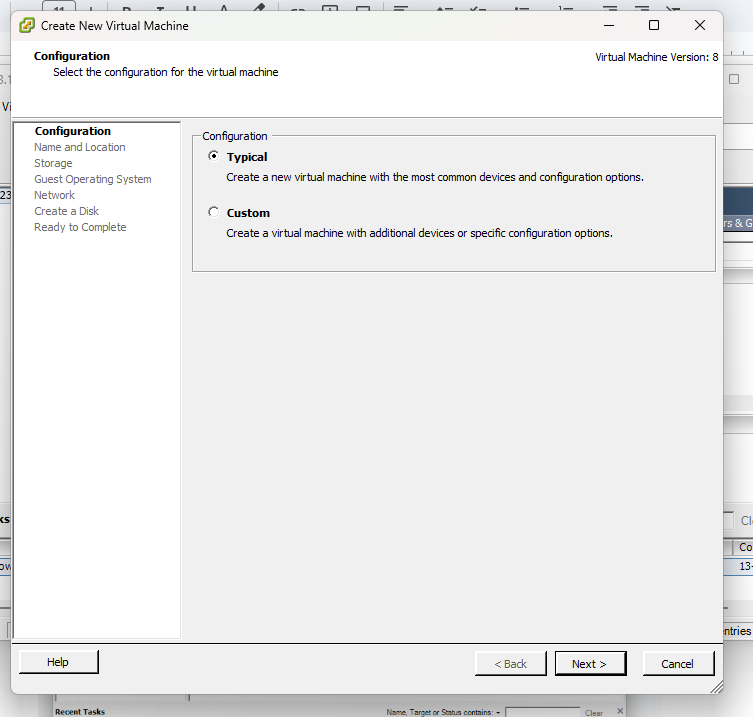 Create New Virtual Machine
Configuration
Select the configuration for the virtual machine
Virtual Machine Version: 8
Configuration
Name and Location
Storage
Guest Operating System
Network
Create a Disk
Ready to Complete
Configuration
Typical
Create a new virtual machine with the most common devices and configuration options.
Custom
Create a virtual machine with additional devices or specific configuration options.
Help
< Back
Next >
Cancel
Recent Tasks
Name, Target or Status contains:
Clear